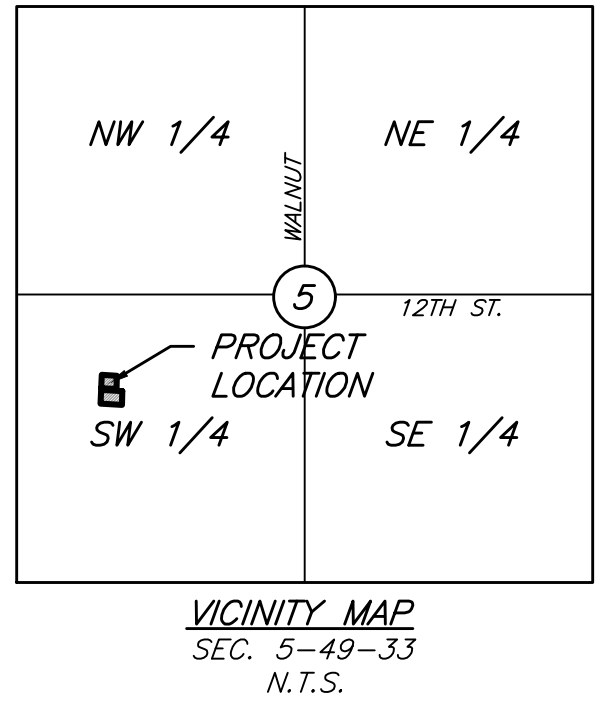 NW 1/4
NE 1/4
WALNUT
5
12TH ST.
PROJECT
LOCATION
SW 1/4
SE 1/4
VICINITY MAP
SEC. 5-49-33
N.T.S.